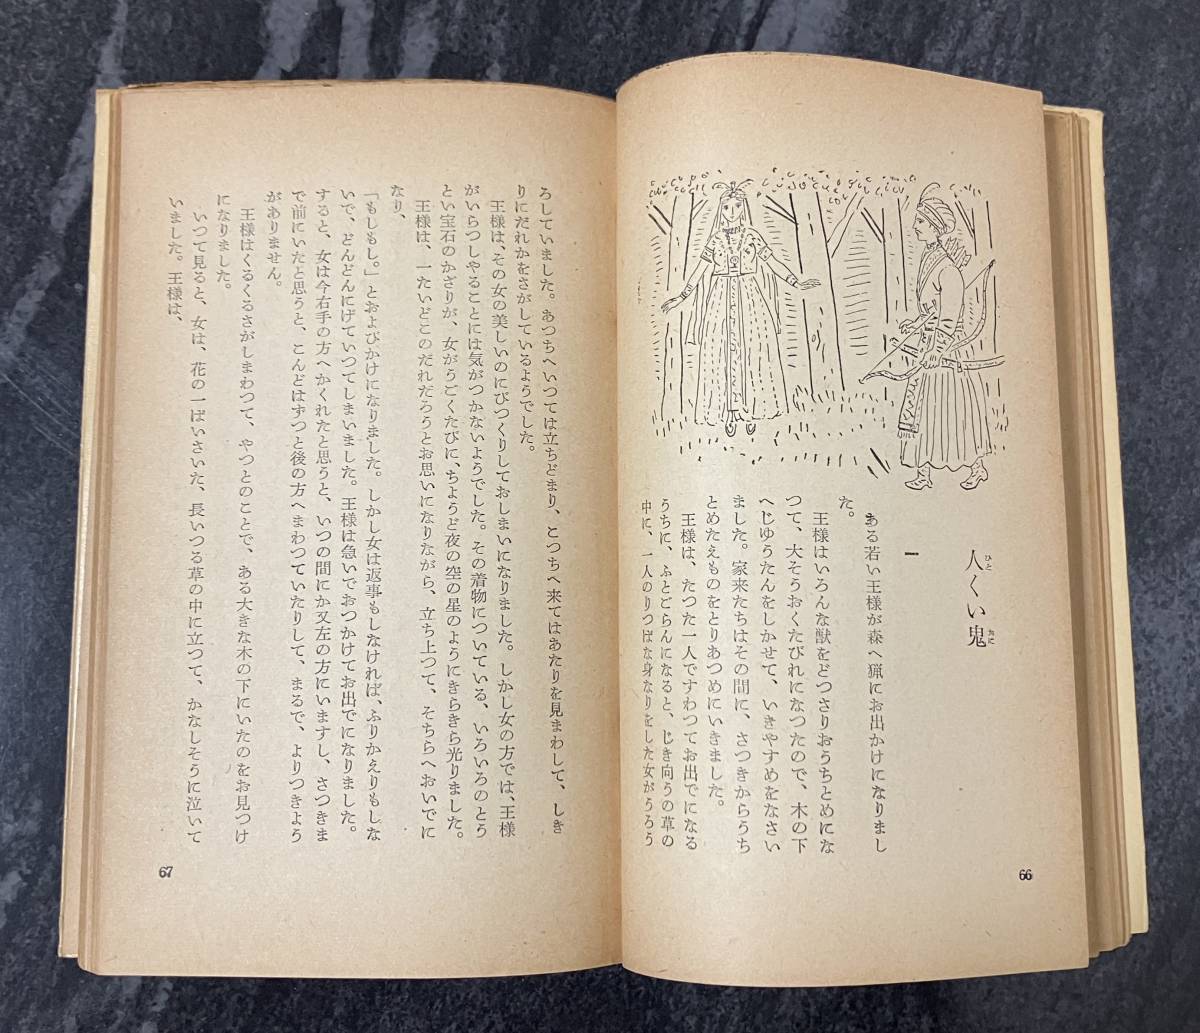 人くい鬼
ひと
おに
一
ある若い王様が森へ猟にお出かけになりまし
た。
王様はいろんな獣をどつさりおうちとめにな
つて、大そうおくたびれになつたので、木の下
へじゆうたんをしかせて、いきやすめをなさい
ました。家来たちはその間に、さつきからうち
とめたえものをとりあつめにいきました。
王様は、たつた一人ですわつてお出でになる
うちに、ふとごらんになると、じき向うの草の
中に、一人のりつぱな身なりをした女がうろう
66
ろしていました。あつちへいつては立ちどまり、とつちへ来てはあたりを見まわして、しき
りにだれかをさがしているようでした。
王様は、その女の美しいのにびつくりしておしまいになりました。しかし女の方では、王様
がいらつしやることには気がつかないようでした。その着物についている、いろいろのとう
とい宝石のかざりが、女がうごくたびに、ちようど夜の空の星のようにきらきら光りました。
王様は、一たいどこのだれだろうとお思いになりながら、立ち上つて、そちらへおいでに
なり、
「もしもし。」とおよびかけになりました。しかし女は返事もしなければ、ふりかえりもしな
いで、どんどんにげていつてしまいました。王様は急いでおつかけてお出でになりました。
すると、女は今右手の方へかくれたと思うと、いつの間にか又左の方にいますし、さつきま
で前にいたと思うと、こんどはずつと後の方へまわつていたりして、まるで、よりつきよう
がありません。
王様はくるくるさがしまわつて、やつとのことで、ある大きな木の下にいたのをお見つけ
になりました。
いつて見ると、女は、花の一ぱいさいた、長いつる草の中に立つて、かなしそうに泣いて
いました。王様は、
67